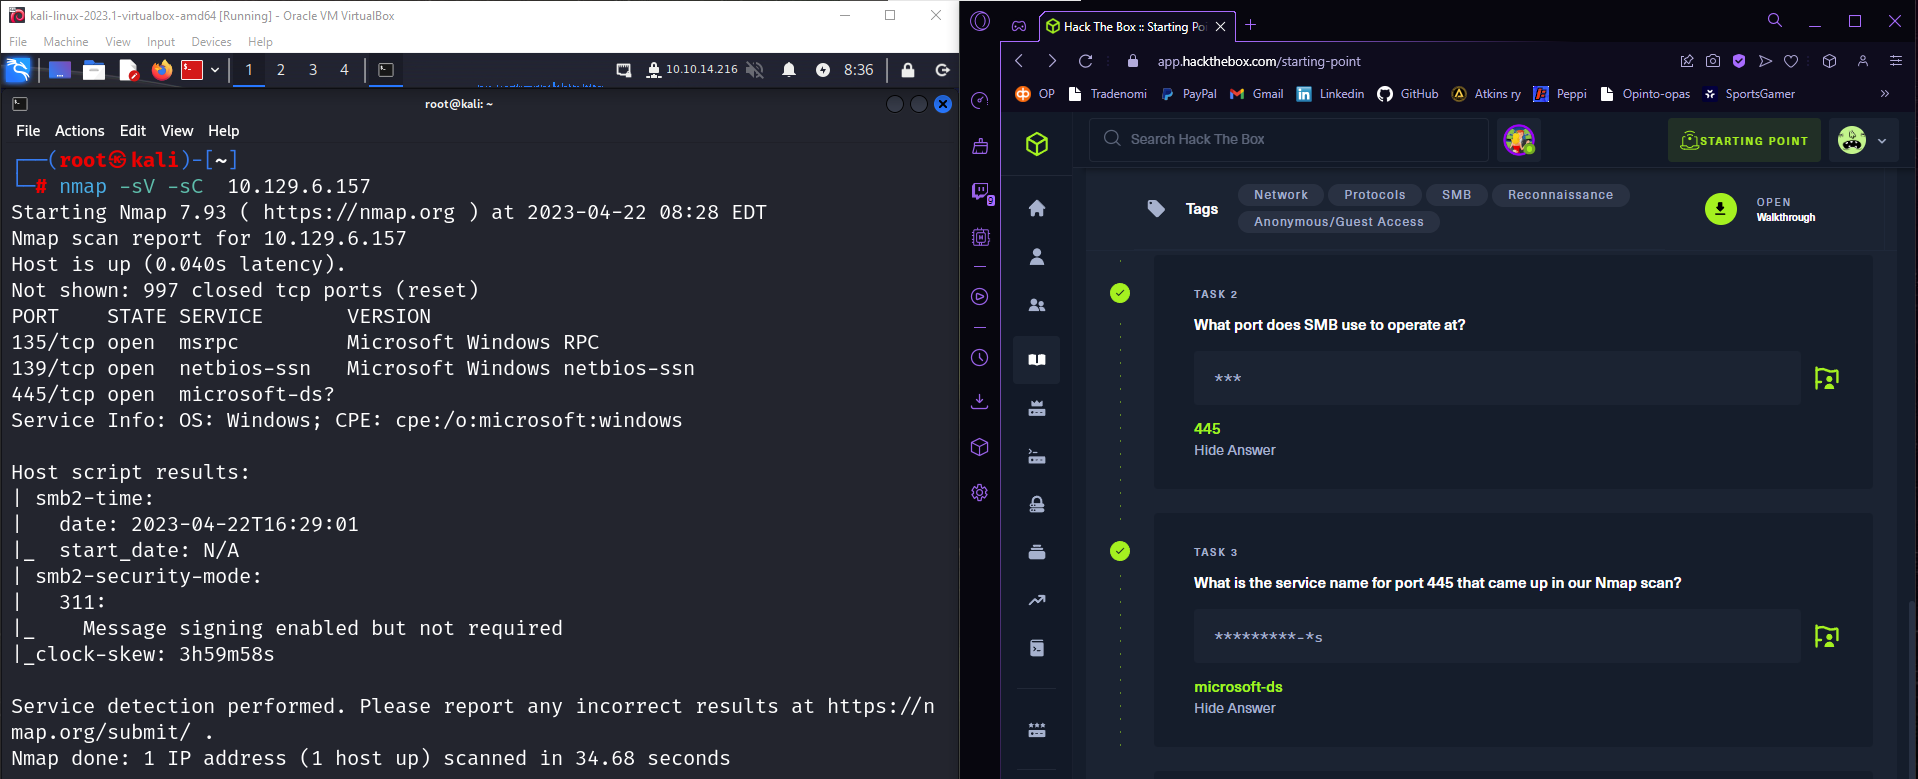 kali-linux-2023.1-virtualbox-amd64 [Running] - Oracle VM VirtualBox
File Machine View Input Devices Help
1 2 3 4 10.10.14.216 8:36
root@kali: ~
File Actions Edit View Help
┌──(root㉿kali)-[~]
└─# nmap -sV -sC 10.129.6.157
Starting Nmap 7.93 ( https://nmap.org ) at 2023-04-22 08:28 EDT
Nmap scan report for 10.129.6.157
Host is up (0.040s latency).
Not shown: 997 closed tcp ports (reset)
PORT    STATE SERVICE       VERSION
135/tcp open  msrpc         Microsoft Windows RPC
139/tcp open  netbios-ssn   Microsoft Windows netbios-ssn
445/tcp open  microsoft-ds?
Service Info: OS: Windows; CPE: cpe:/o:microsoft:windows
Host script results:
| smb2-time:
|   date: 2023-04-22T16:29:01
|_  start_date: N/A
| smb2-security-mode:
|   311:
|_    Message signing enabled but not required
|_clock-skew: 3h59m58s
Service detection performed. Please report any incorrect results at https://n
map.org/submit/ .
Nmap done: 1 IP address (1 host up) scanned in 34.68 seconds
Hack The Box :: Starting Po
app.hackthebox.com/starting-point
OP Tradenomi PayPal Gmail Linkedin GitHub Atkins ry Peppi Opinto-opas SportsGamer
9
Search Hack The Box
STARTING POINT
Tags
Network Protocols SMB Reconnaissance
Anonymous/Guest Access
OPEN
Walkthrough
TASK 2
What port does SMB use to operate at?
***
445
Hide Answer
TASK 3
What is the service name for port 445 that came up in our Nmap scan?
*********-*s
microsoft-ds
Hide Answer